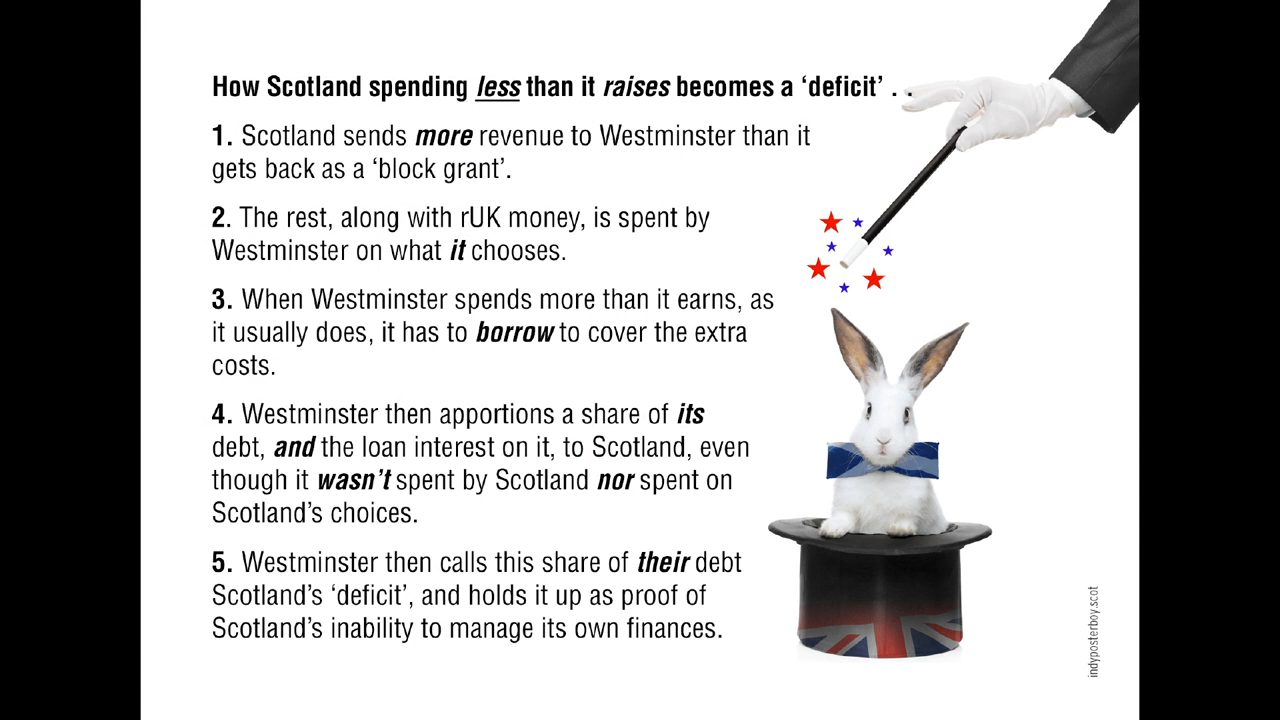 How Scotland spending less than it raises becomes a ‘deficit’ . .
1. Scotland sends more revenue to Westminster than it
gets back as a ‘block grant’.
2. The rest, along with rUK money, is spent by
Westminster on what it chooses.
3. When Westminster spends more than it earns, as
it usually does, it has to borrow to cover the extra
costs.
4. Westminster then apportions a share of its
debt, and the loan interest on it, to Scotland, even
though it wasn’t spent by Scotland nor spent on
Scotland’s choices.
5. Westminster then calls this share of their debt
Scotland’s ‘deficit’, and holds it up as proof of
Scotland’s inability to manage its own finances.
indyposterboy.scot